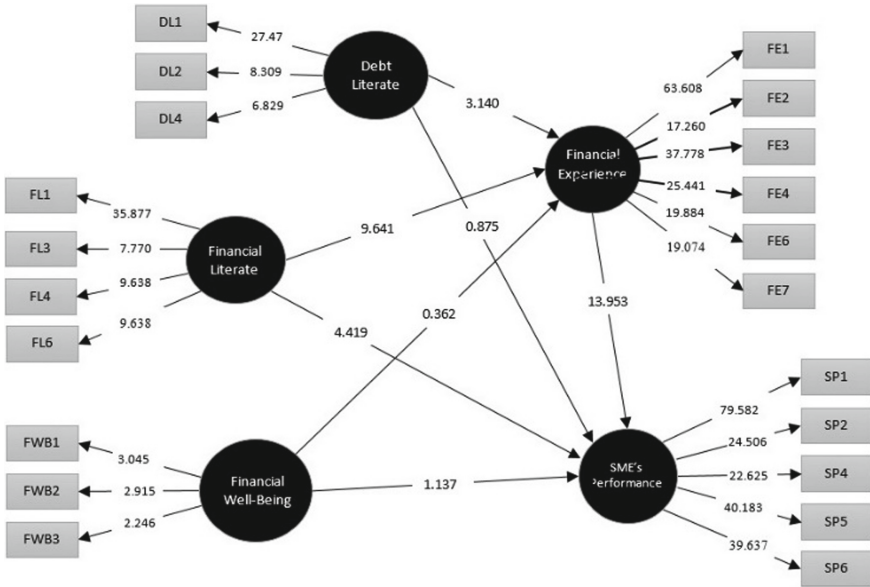 DL1
DL2
DL4
27.47
8.309
6.829
Debt
Literate
3.140
FE1
FE2
FE3
FE4
FE6
FE7
63.608
17.260
37.778
25.441
19.884
19.074
Financial
Experience
FL1
FL3
FL4
FL6
35.877
7.770
9.638
9.638
Financial
Literate
9.641
0.875
0.362
4.419
13.953
FWB1
FWB2
FWB3
3.045
2.915
2.246
Financial
Well-Being
1.137
SME's
Performance
79.582
24.506
22.625
40.183
39.637
SP1
SP2
SP4
SP5
SP6